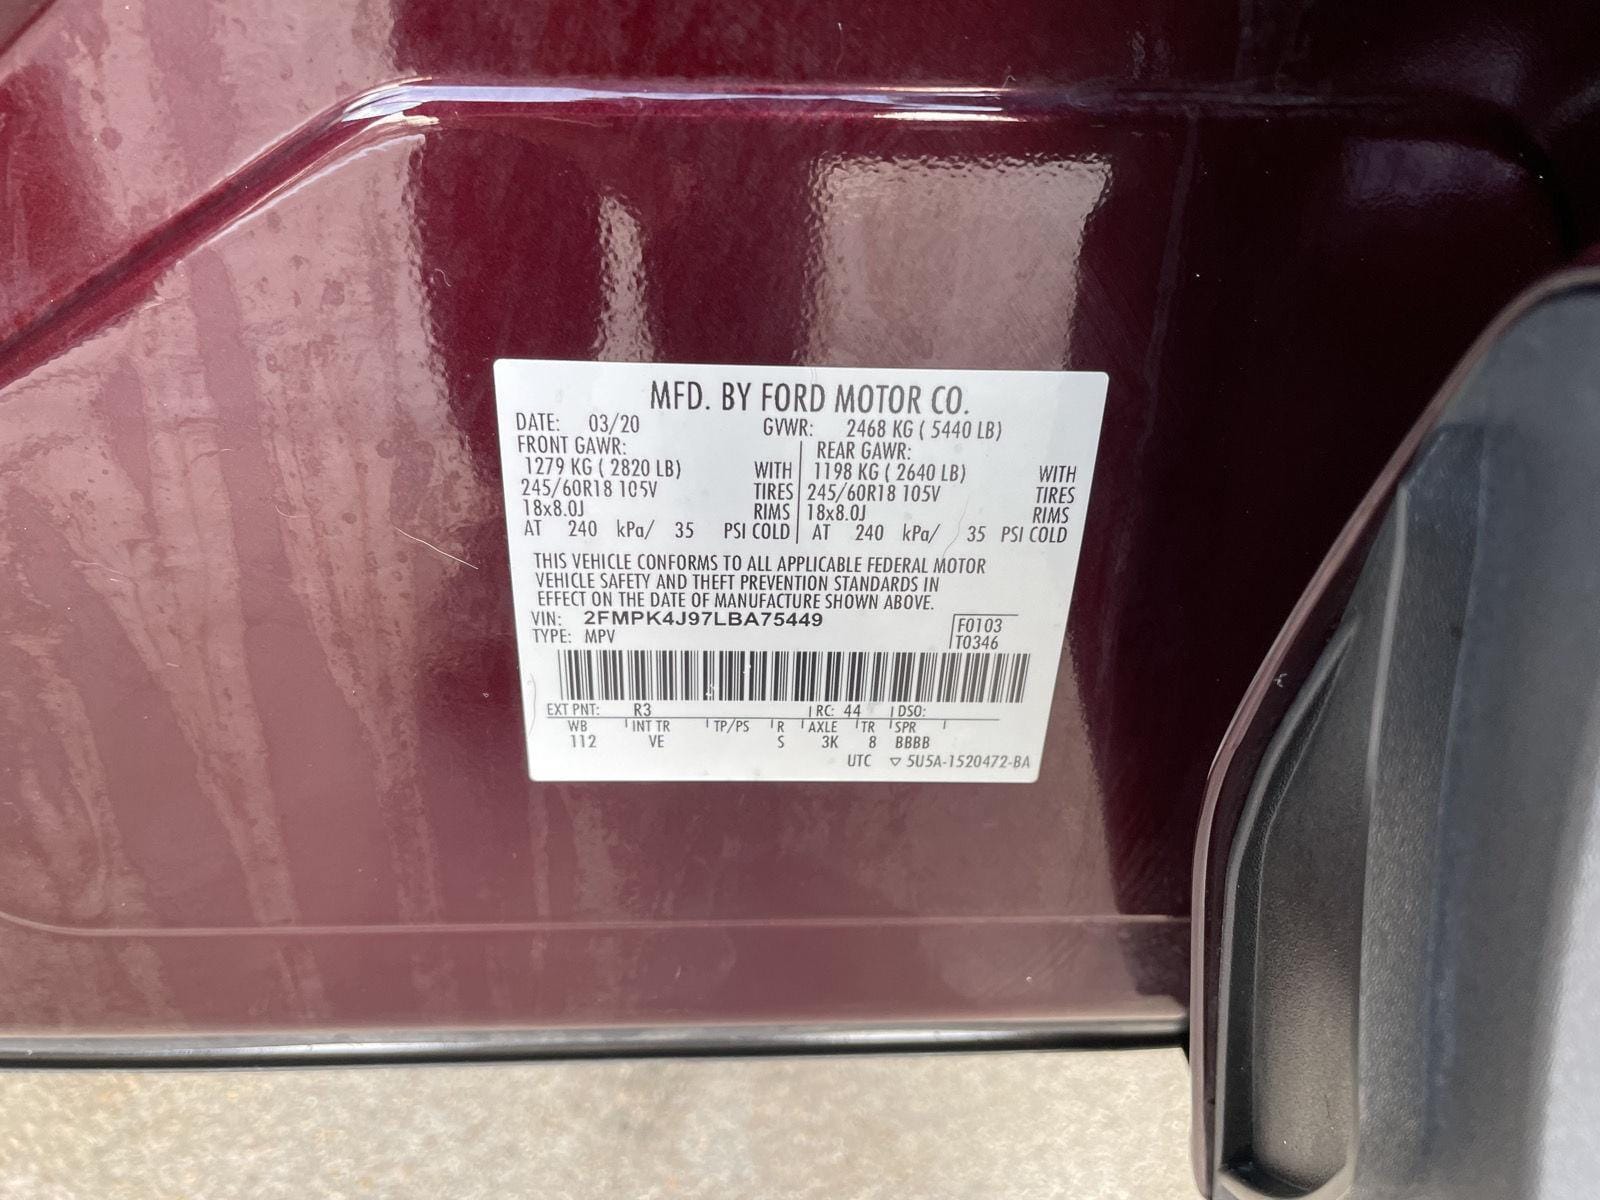 MFD. BY FORD MOTOR CO.
DATE: 03/20 GVWR: 2468 KG ( 5440 LB)
FRONT GAWR: REAR GAWR:
1279 KG ( 2820 LB) WITH 1198 KG ( 2640 LB) WITH
245/60R18 105V TIRES 245/60R18 105V TIRES
18x8.0J RIMS 18x8.0J RIMS
AT 240 kPa/ 35 PSI COLD AT 240 kPa/ 35 PSI COLD
THIS VEHICLE CONFORMS TO ALL APPLICABLE FEDERAL MOTOR
VEHICLE SAFETY AND THEFT PREVENTION STANDARDS IN
EFFECT ON THE DATE OF MANUFACTURE SHOWN ABOVE.
VIN: 2FMPK4J97LBA75449 F0103
TYPE: MPV T0346
EXT PNT: R3 RC: 44 DSO:
WB INT TR TP/PS R AXLE TR SPR
112 VE S 3K 8 BBBB
UTC ▽ 5U5A-1520472-BA